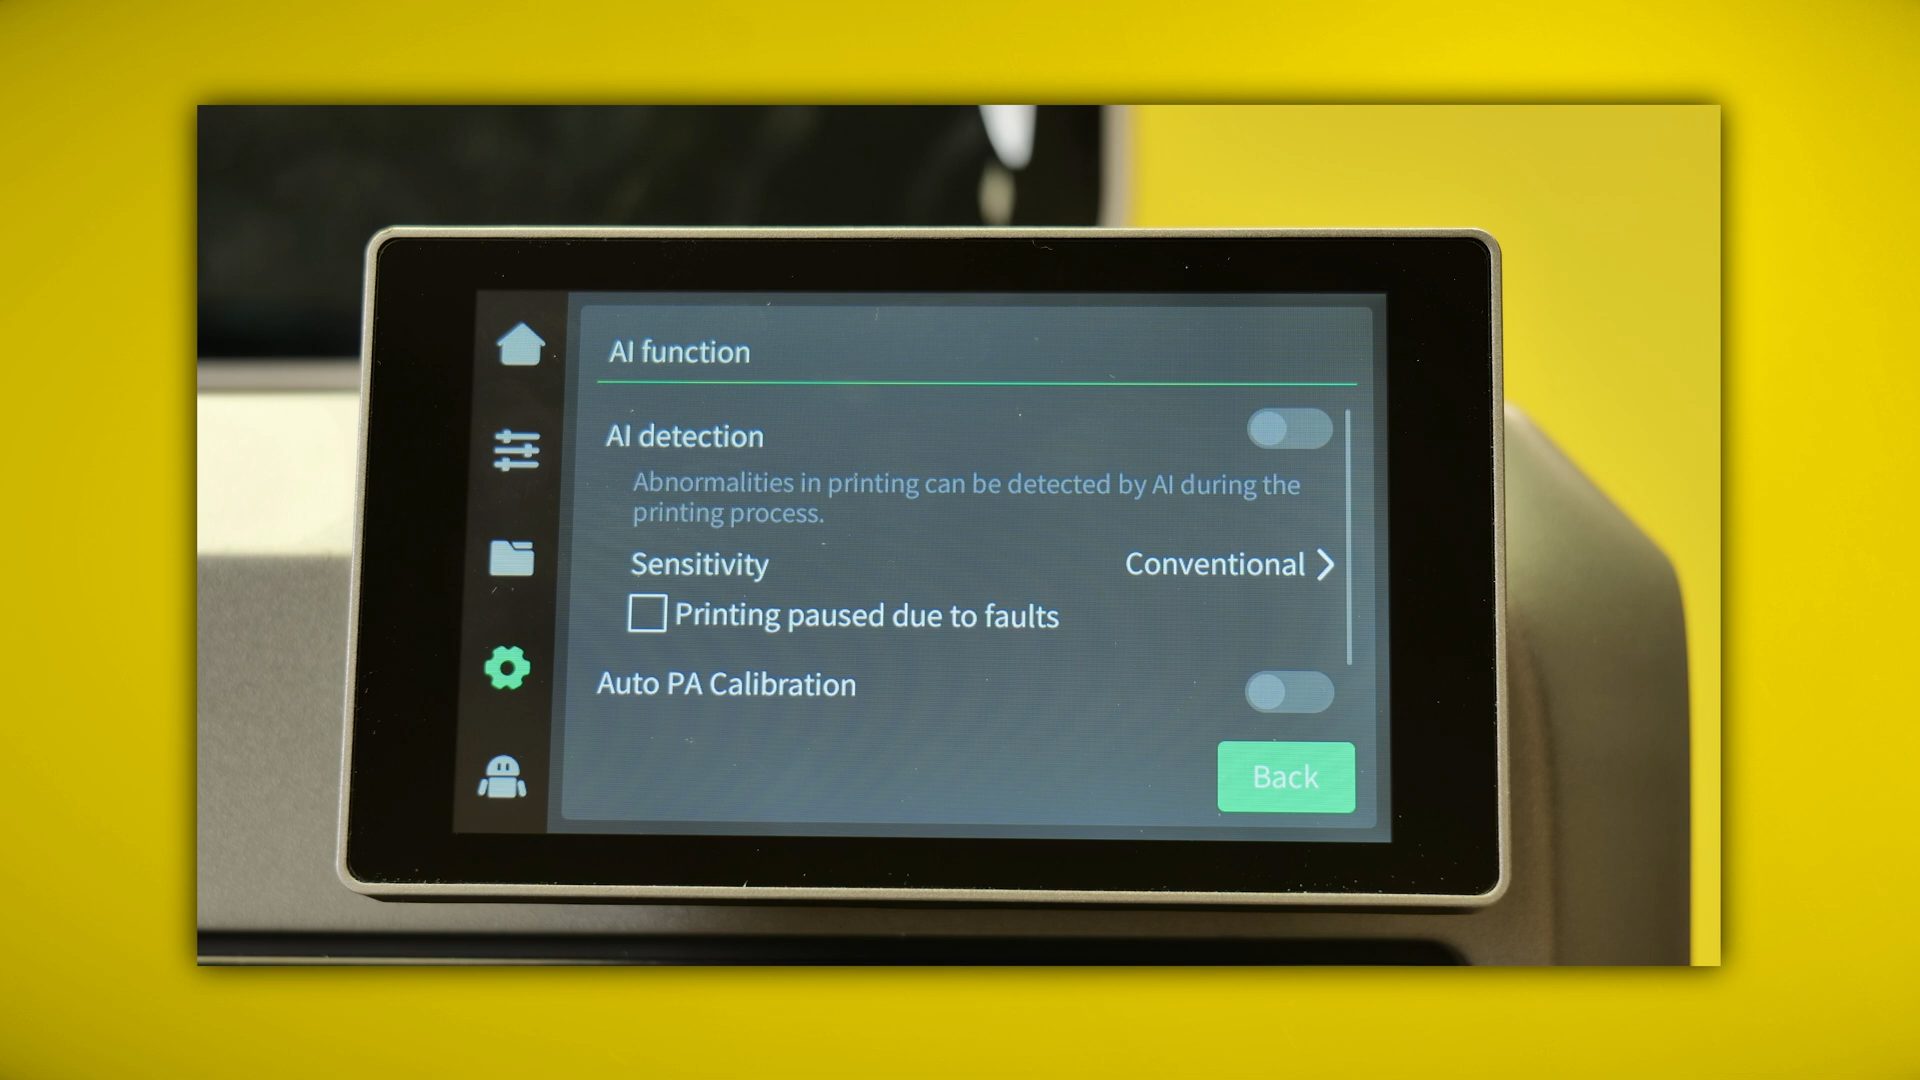 AI function
AI detection
Abnormalities in printing can be detected by AI during the
printing process.
Sensitivity
Conventional
Printing paused due to faults
Auto PA Calibration
Back